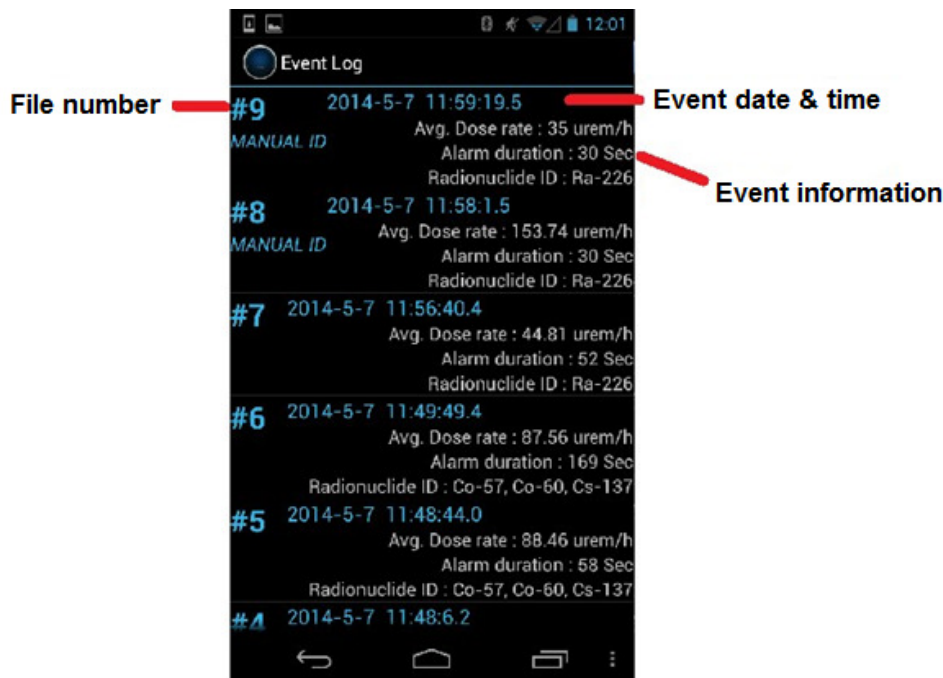 12:01
Event Log
File number
#9
2014-5-7 11:59:19.5
Event date & time
MANUAL ID
Avg. Dose rate : 35 urem/h
Alarm duration : 30 Sec
Event information
Radionuclide ID : Ra-226
#8
2014-5-7 11:58:1.5
MANUAL ID
Avg. Dose rate : 153.74 urem/h
Alarm duration : 30 Sec
Radionuclide ID : Ra-226
#7
2014-5-7 11:56:40.4
Avg. Dose rate : 44.81 urem/h
Alarm duration : 52 Sec
Radionuclide ID : Ra-226
#6
2014-5-7 11:49:49.4
Avg. Dose rate : 87.56 urem/h
Alarm duration : 169 Sec
Radionuclide ID : Co-57, Co-60, Cs-137
#5
2014-5-7 11:48:44.0
Avg. Dose rate : 88.46 urem/h
Alarm duration : 58 Sec
Radionuclide ID : Co-57, Co-60, Cs-137
#4
2014-5-7 11:48:6.2